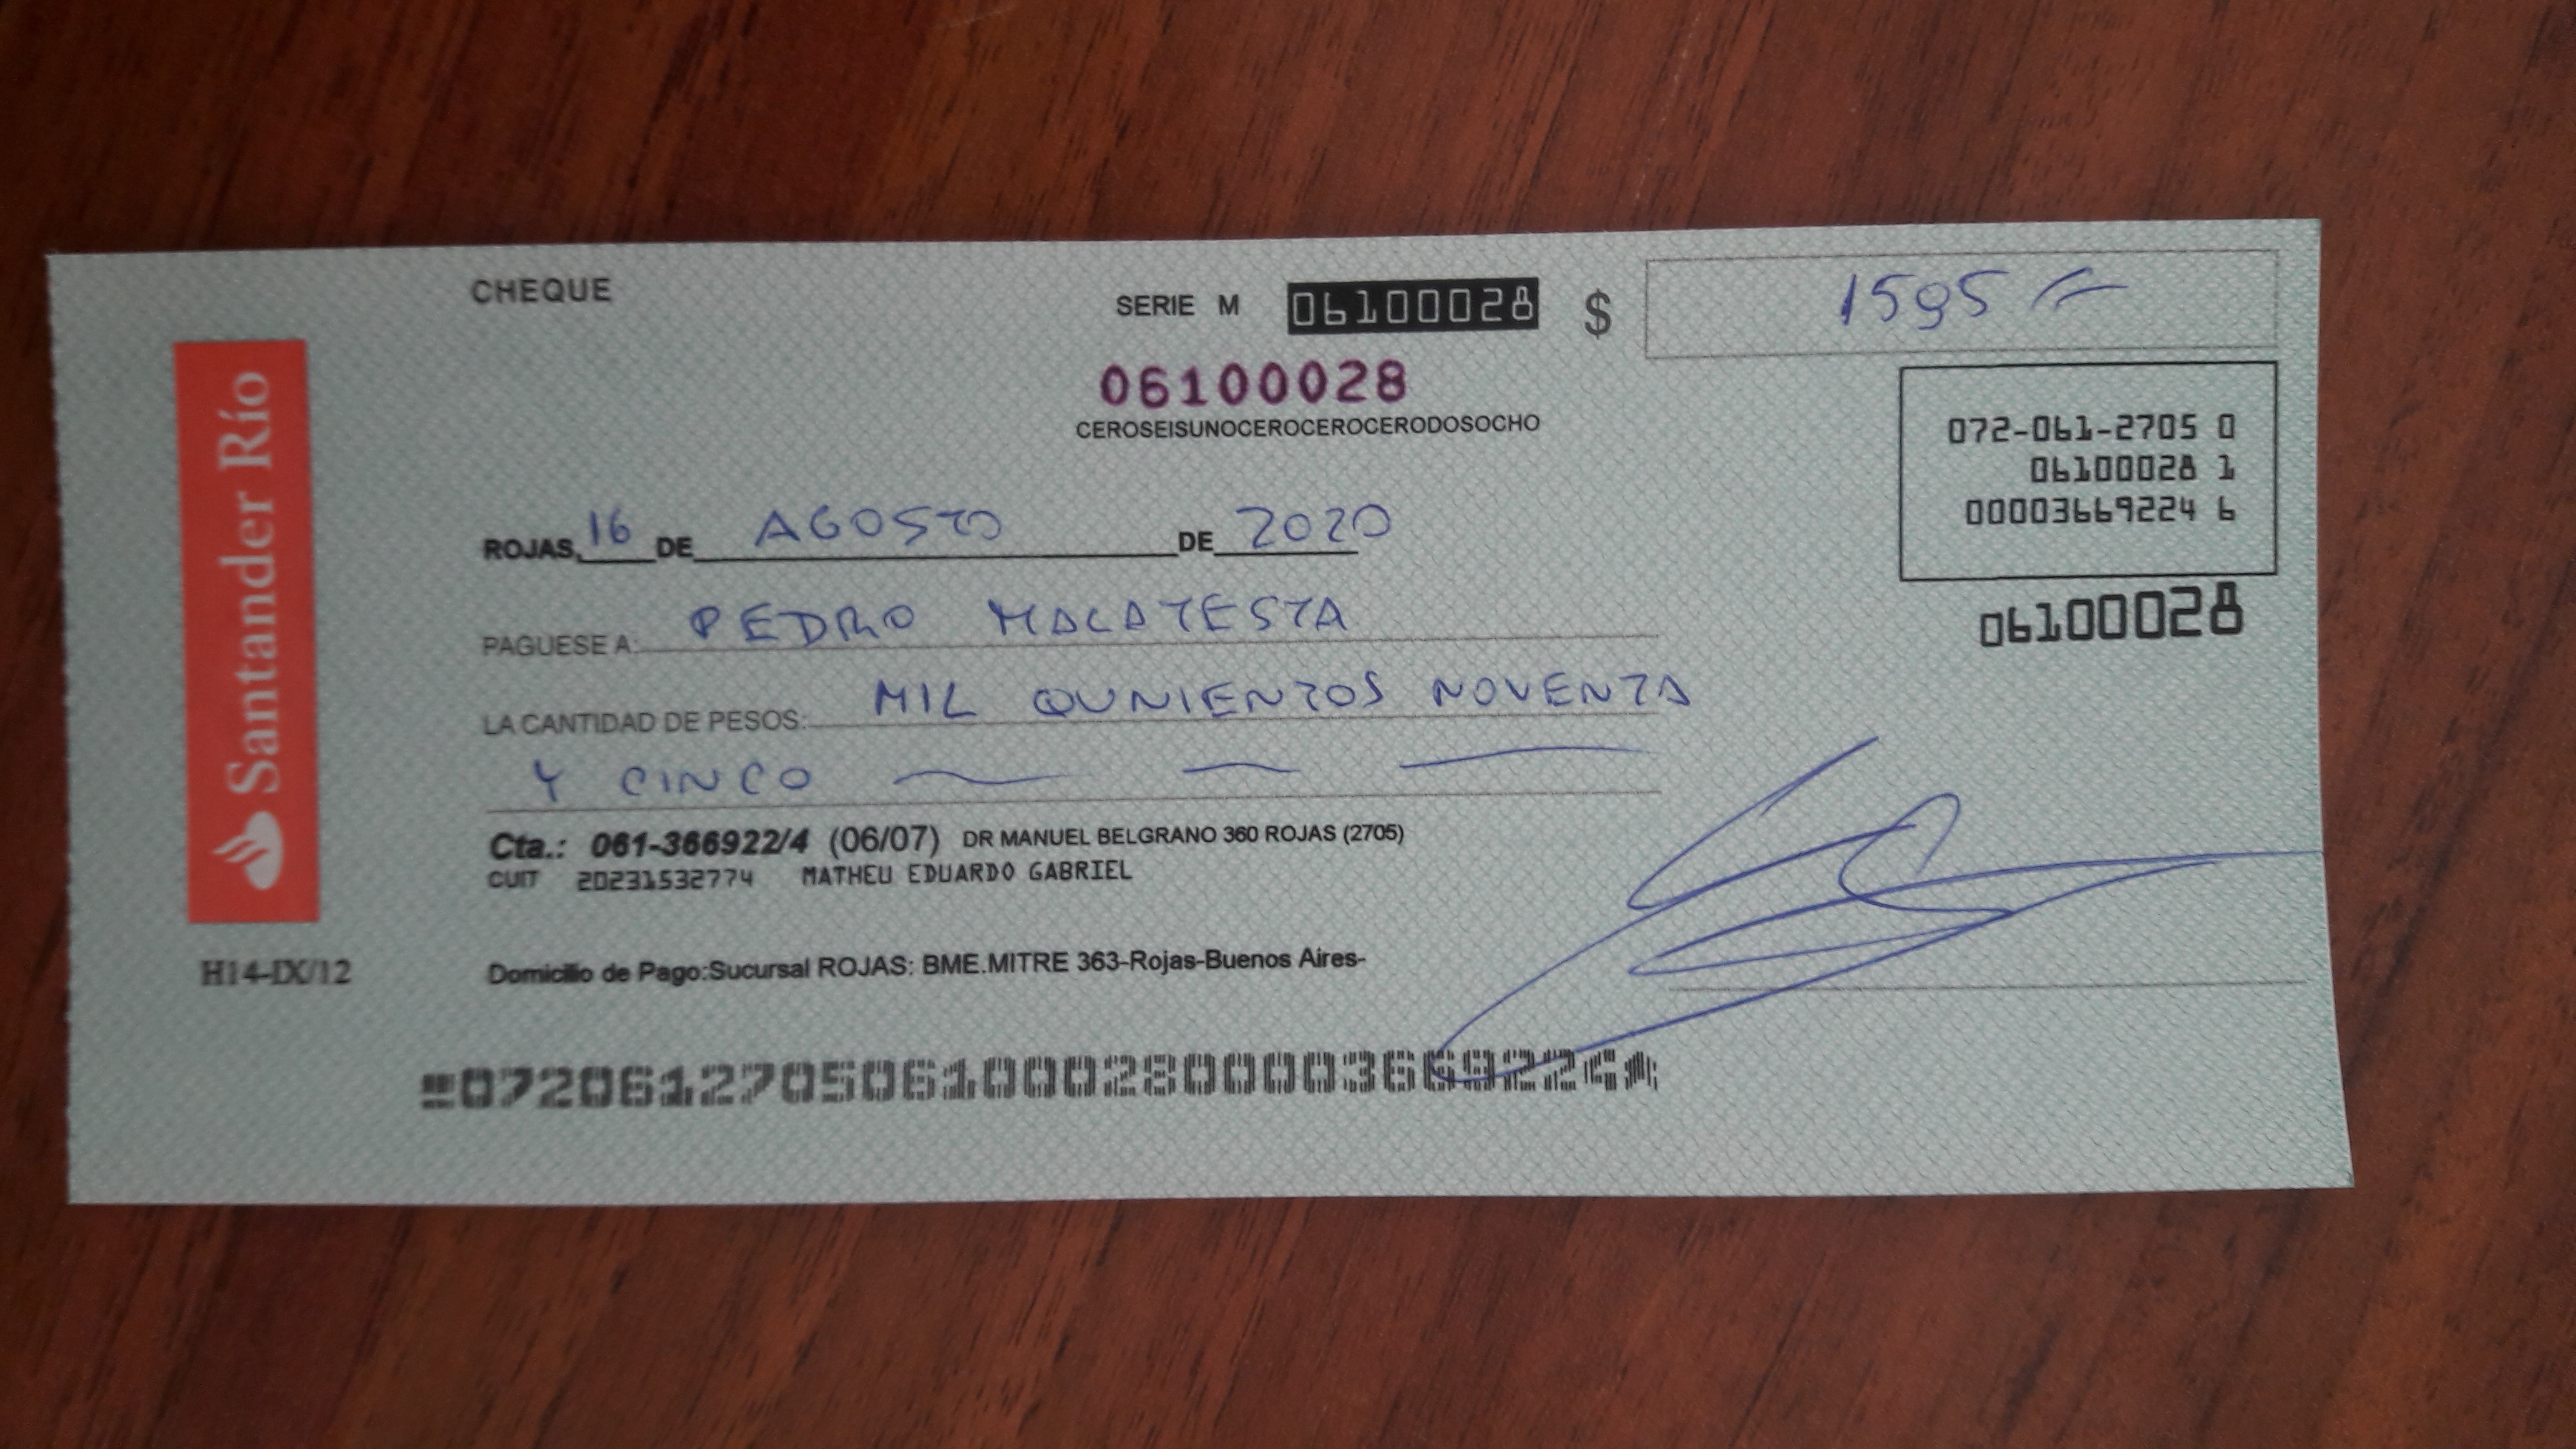 CHEQUE
SERIE M 06100028 $ 1595
06100028
CEROSEISUNOCEROCEROCERODOSOCHO
072-061-2705 0
06100028 1
00003669224 6
06100028
Santander Río
ROJAS, 16 DE AGOSTO DE 2020
PAGUESE A: PEDRO MALATESTA
LA CANTIDAD DE PESOS: MIL QUNIENTOS NOVENTA
Y CINCO
Cta.: 061-366922/4 (06/07) DR MANUEL BELGRANO 360 ROJAS (2705)
CUIT 20231532774 MATHEU EDUARDO GABRIEL
H14-IX/12
Domicilio de Pago:Sucursal ROJAS: BME.MITRE 363-Rojas-Buenos Aires-
07206127050610002800003669224